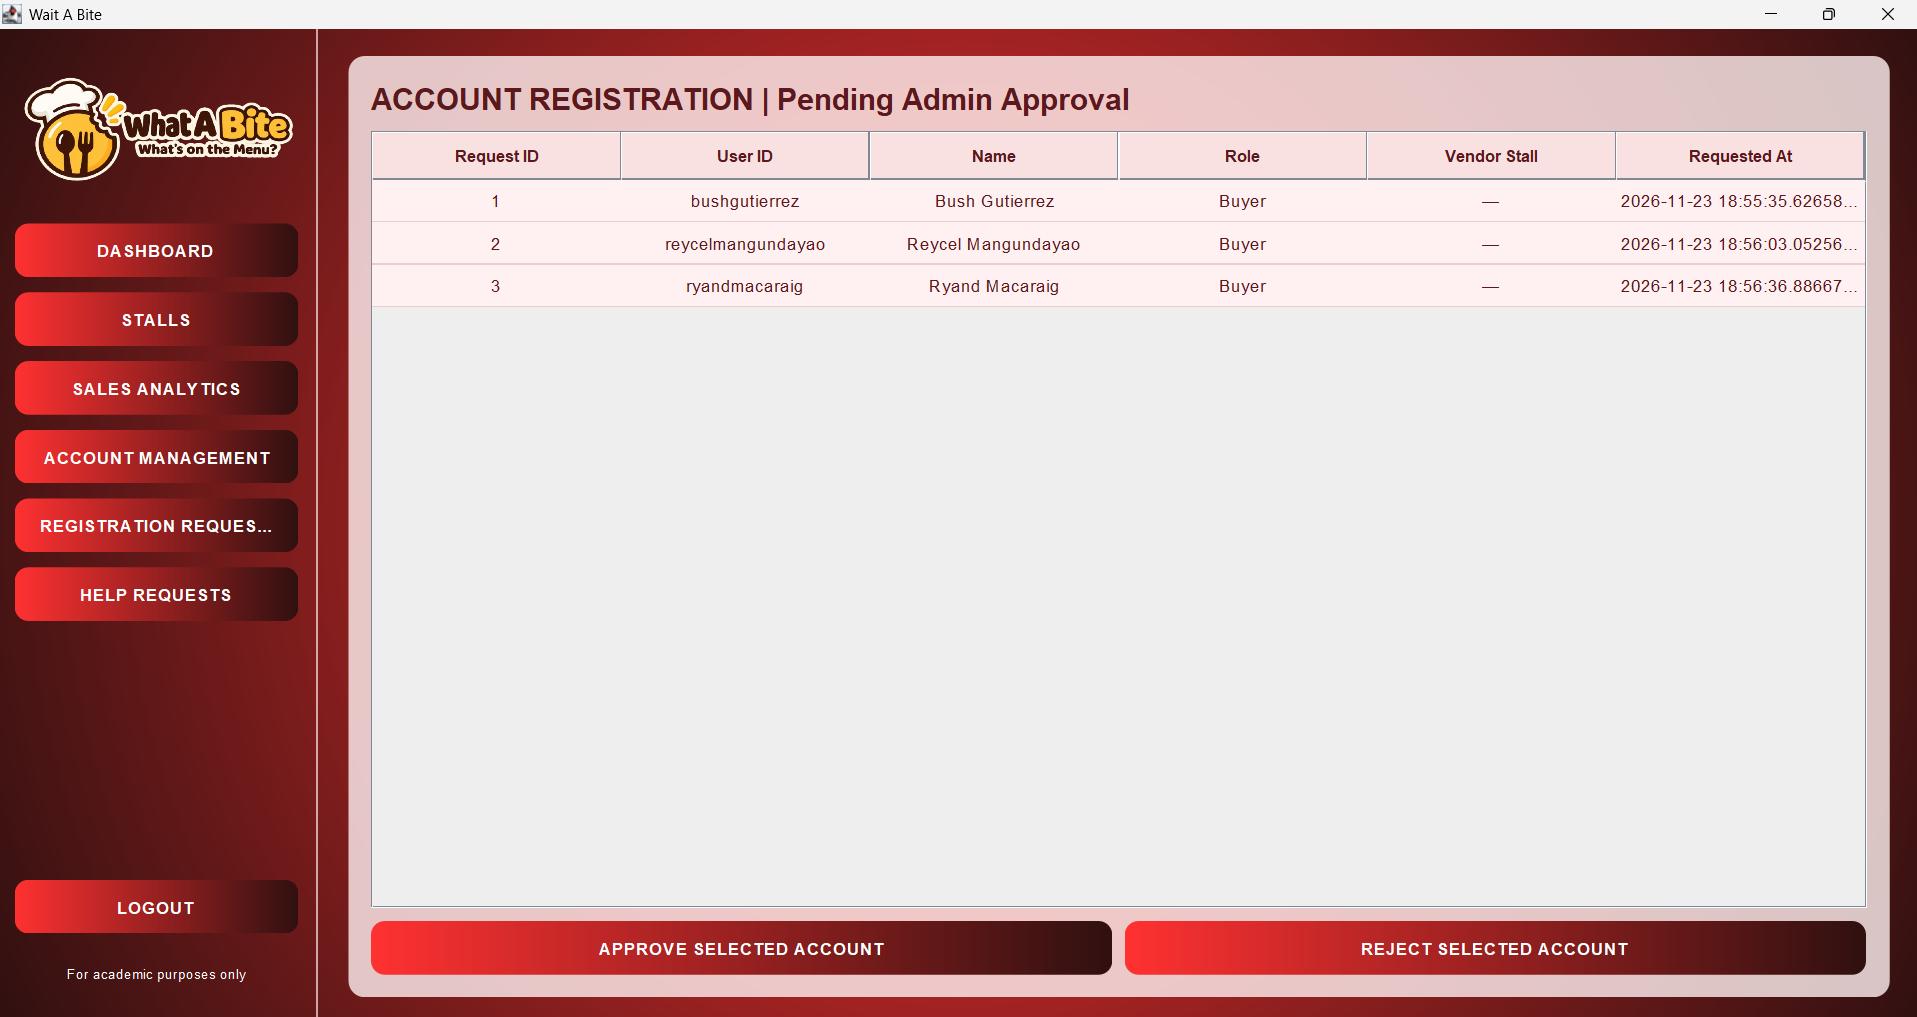 Wait A Bite
WhatA Bite
What's on the Menu?
DASHBOARD
STALLS
SALES ANALYTICS
ACCOUNT MANAGEMENT
REGISTRATION REQUES...
HELP REQUESTS
LOGOUT
For academic purposes only
ACCOUNT REGISTRATION | Pending Admin Approval
Request ID User ID Name Role Vendor Stall Requested At
1 bushgutierrez Bush Gutierrez Buyer — 2026-11-23 18:55:35.62658...
2 reycelmangundayao Reycel Mangundayao Buyer — 2026-11-23 18:56:03.05256...
3 ryandmacaraig Ryand Macaraig Buyer — 2026-11-23 18:56:36.88667...
APPROVE SELECTED ACCOUNT REJECT SELECTED ACCOUNT